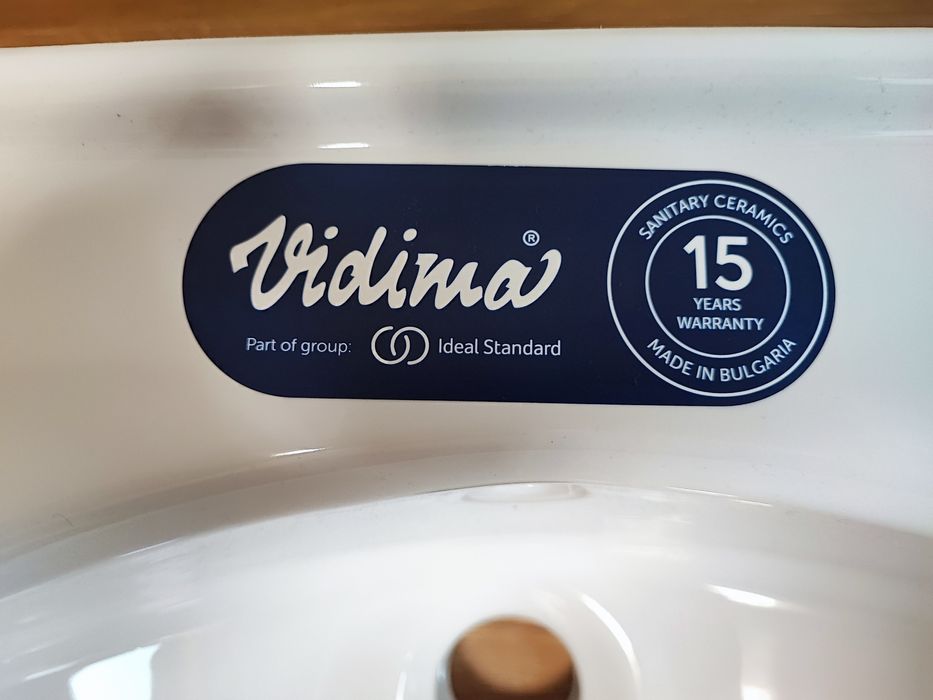 Vidima®
Part of group: Ideal Standard
SANITARY CERAMICS
15
YEARS
WARRANTY
MADE IN BULGARIA